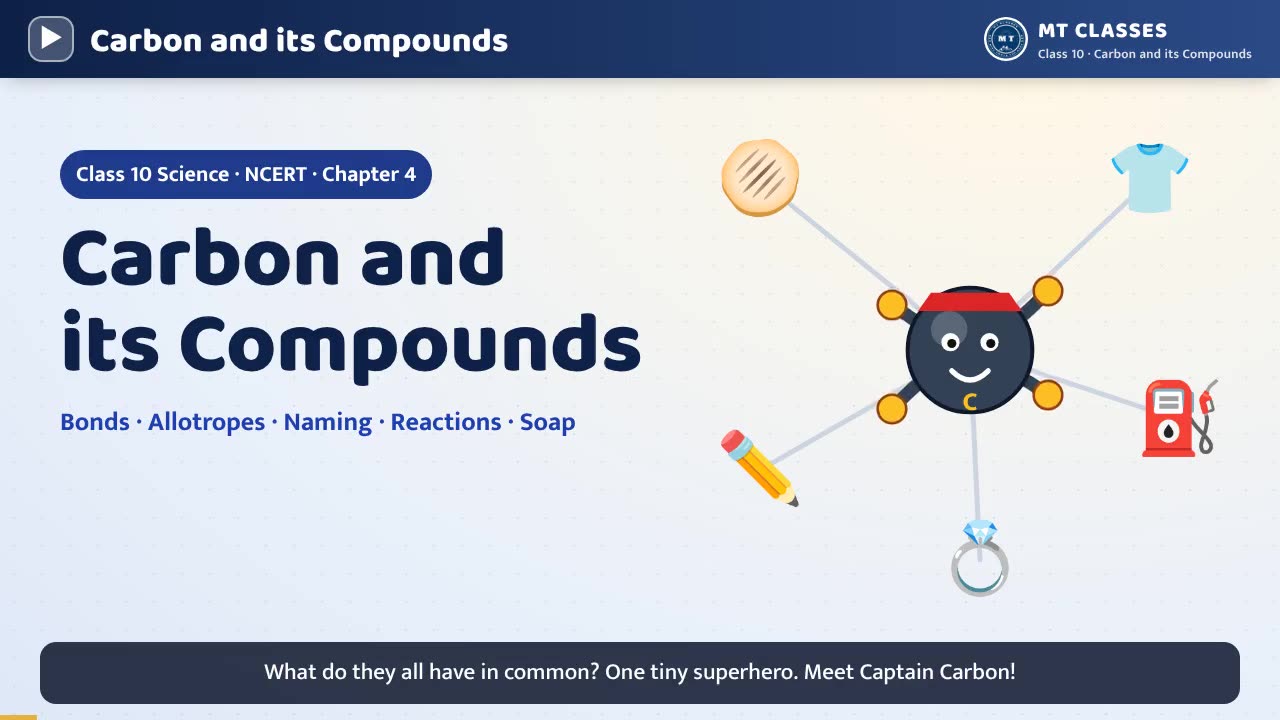 Carbon and its Compounds
MT
MT CLASSES
Class 10 · Carbon and its Compounds
Class 10 Science · NCERT · Chapter 4
Carbon and
its Compounds
Bonds · Allotropes · Naming · Reactions · Soap
C
What do they all have in common? One tiny superhero. Meet Captain Carbon!